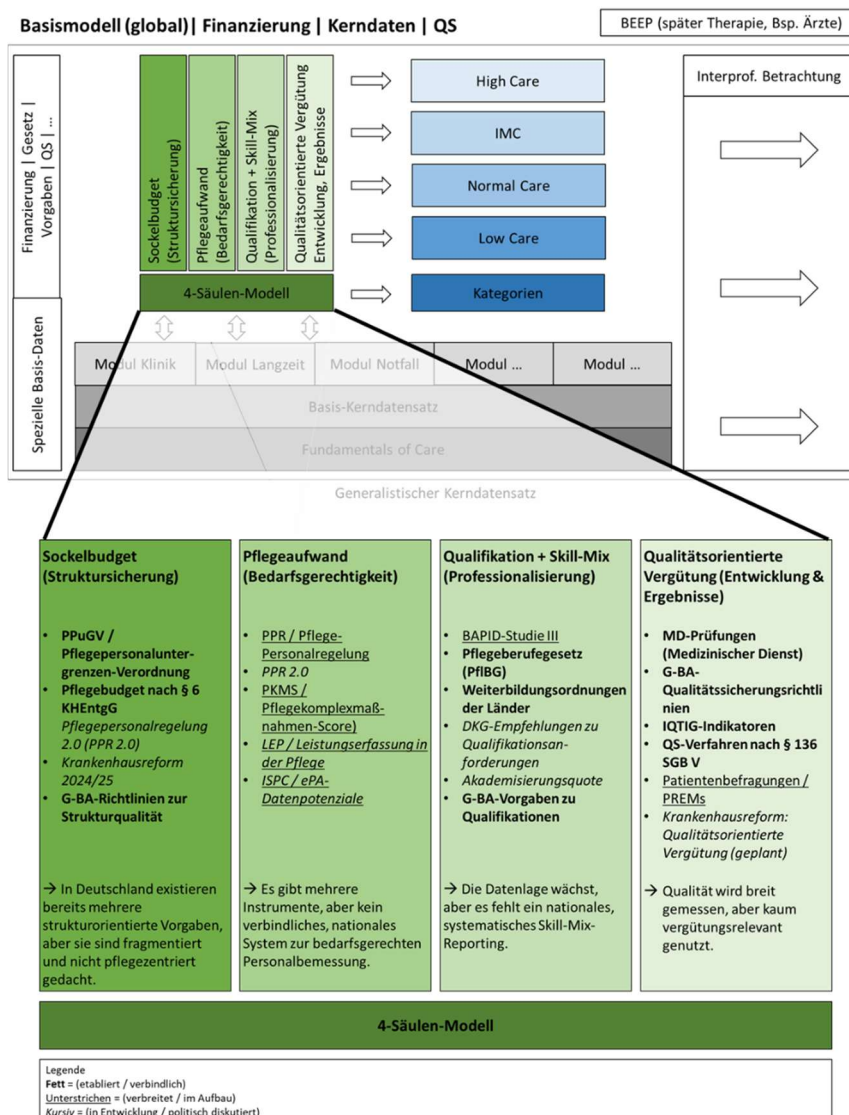 Basismodell (global)| Finanzierung | Kerndaten | QS
BEEP (später Therapie, Bsp. Ärzte)
Finanzierung | Gesetz |
Vorgaben | QS | ...
Spezielle Basis-Daten
Sockelbudget
(Struktursicherung)
Pflegeaufwand
(Bedarfsgerechtigkeit)
Qualifikation + Skill-Mix
(Professionalisierung)
Qualitätsorientierte Vergütung
Entwicklung, Ergebnisse
4-Säulen-Modell
High Care
IMC
Normal Care
Low Care
Kategorien
Interprof. Betrachtung
Modul Klinik
Modul Langzeit
Modul Notfall
Modul ...
Modul ...
Basis-Kerndatensatz
Fundamentals of Care
Generalistischer Kerndatensatz
Sockelbudget
(Struktursicherung)
• PPuGV /
Pflegepersonalunter-
grenzen-Verordnung
• Pflegebudget nach § 6
KHEntgG
Pflegepersonalregelung
2.0 (PPR 2.0)
• Krankenhausreform
2024/25
• G-BA-Richtlinien zur
Strukturqualität
→ In Deutschland existieren
bereits mehrere
strukturorientierte Vorgaben,
aber sie sind fragmentiert
und nicht pflegezentriert
gedacht.
Pflegeaufwand
(Bedarfsgerechtigkeit)
• PPR / Pflege-
Personalregelung
• PPR 2.0
• PKMS /
Pflegekomplexmaß-
nahmen-Score)
• LEP / Leistungserfassung in
der Pflege
• ISPC / ePA-
Datenpotenziale
→ Es gibt mehrere
Instrumente, aber kein
verbindliches, nationales
System zur bedarfsgerechten
Personalbemessung.
Qualifikation + Skill-Mix
(Professionalisierung)
• BAPID-Studie III
• Pflegeberufegesetz
(PflBG)
• Weiterbildungsordnungen
der Länder
• DKG-Empfehlungen zu
Qualifikationsan-
forderungen
• Akademisierungsquote
• G-BA-Vorgaben zu
Qualifikationen
→ Die Datenlage wächst,
aber es fehlt ein nationales,
systematisches Skill-Mix-
Reporting.
Qualitätsorientierte
Vergütung (Entwicklung &
Ergebnisse)
• MD-Prüfungen
(Medizinischer Dienst)
• G-BA-
Qualitätssicherungsrichtli
nien
• IQTIG-Indikatoren
• QS-Verfahren nach § 136
SGB V
• Patientenbefragungen /
PREMs
• Krankenhausreform:
Qualitätsorientierte
Vergütung (geplant)
→ Qualität wird breit
gemessen, aber kaum
vergütungsrelevant
genutzt.
4-Säulen-Modell
Legende
Fett = (etabliert / verbindlich)
Unterstrichen = (verbreitet / im Aufbau)
Kursiv = (in Entwicklung / politisch diskutiert)